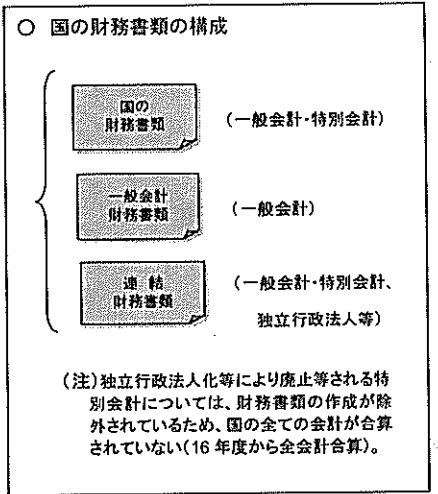 ○ 国の財務書類の構成
国の
財務書類
(一般会計・特別会計)
一般会計
財務書類
(一般会計)
連 結
財務書類
(一般会計・特別会計、
独立行政法人等)
(注)独立行政法人化等により廃止等される特
別会計については、財務書類の作成が除
外されているため、国の全ての会計が合算
されていない(16 年度から全会計合算)。